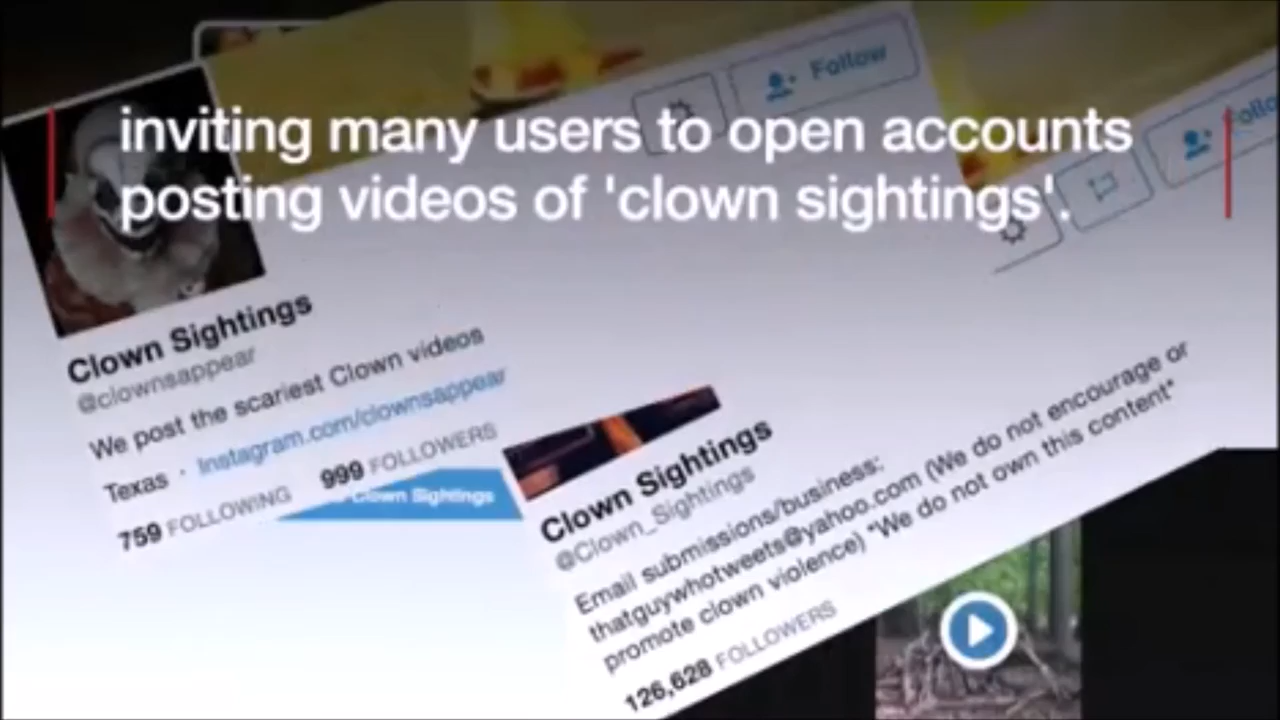 inviting many users to open accounts
posting videos of 'clown sightings'.
Follow
Clown Sightings
@clownsappear
We post the scariest Clown videos
Texas · Instagram.com/clownsappear
759 FOLLOWING 999 FOLLOWERS
Clown Sightings
Clown Sightings
@Clown_Sightings
Email submissions/business:
thatguywhotweets@yahoo.com (We do not encourage or
promote clown violence) "We do not own this content"
126,628 FOLLOWERS